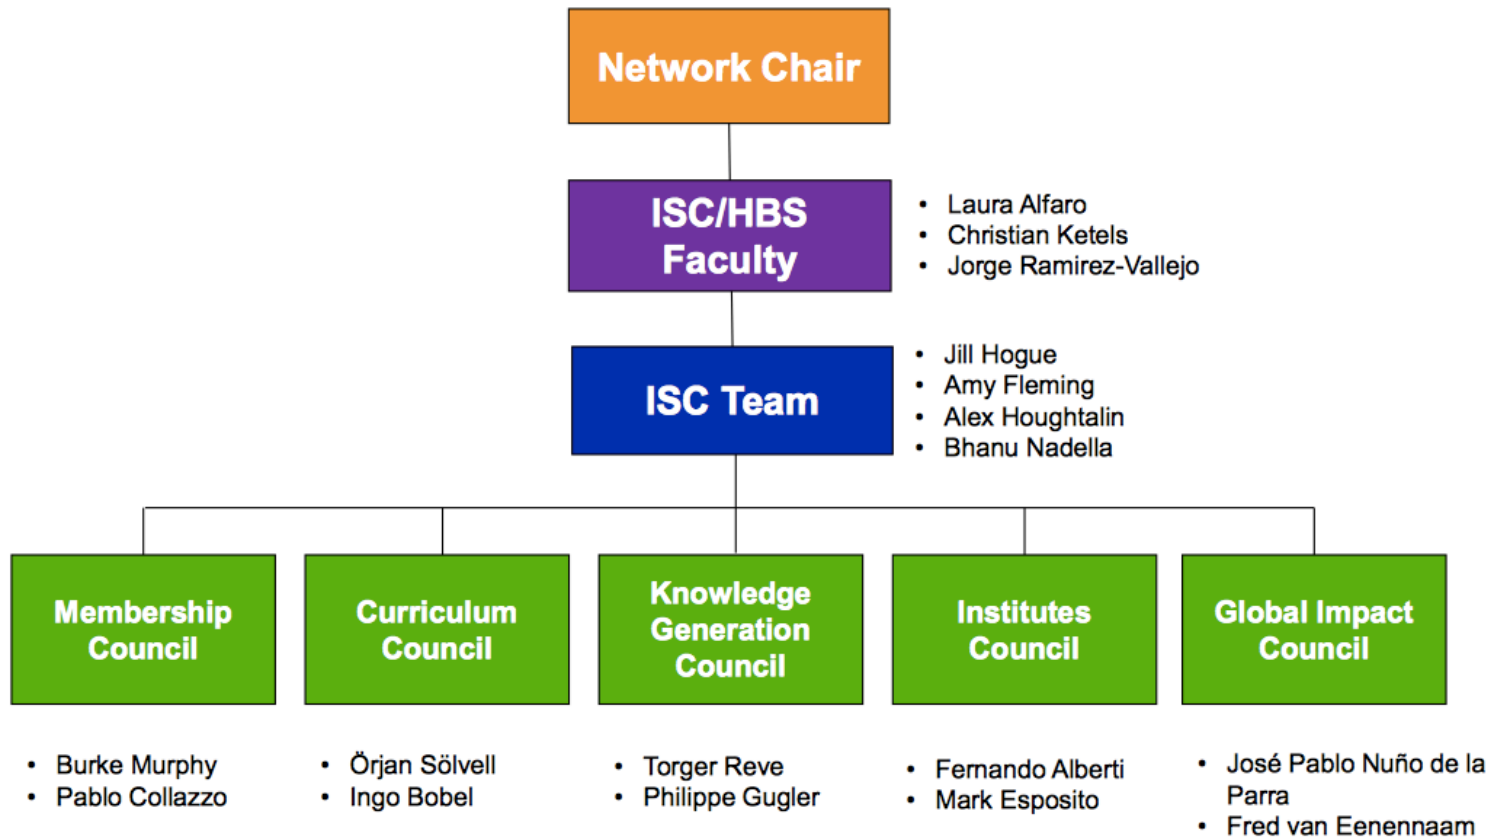 Network Chair
ISC/HBS
Faculty
• Laura Alfaro
• Christian Ketels
• Jorge Ramirez-Vallejo
ISC Team
• Jill Hogue
• Amy Fleming
• Alex Houghtalin
• Bhanu Nadella
Membership
Council
Curriculum
Council
Knowledge
Generation
Council
Institutes
Council
Global Impact
Council
• Burke Murphy
• Pablo Collazzo
• Örjan Sölvell
• Ingo Bobel
• Torger Reve
• Philippe Gugler
• Fernando Alberti
• Mark Esposito
• José Pablo Nuño de la
Parra
• Fred van Eenennaam